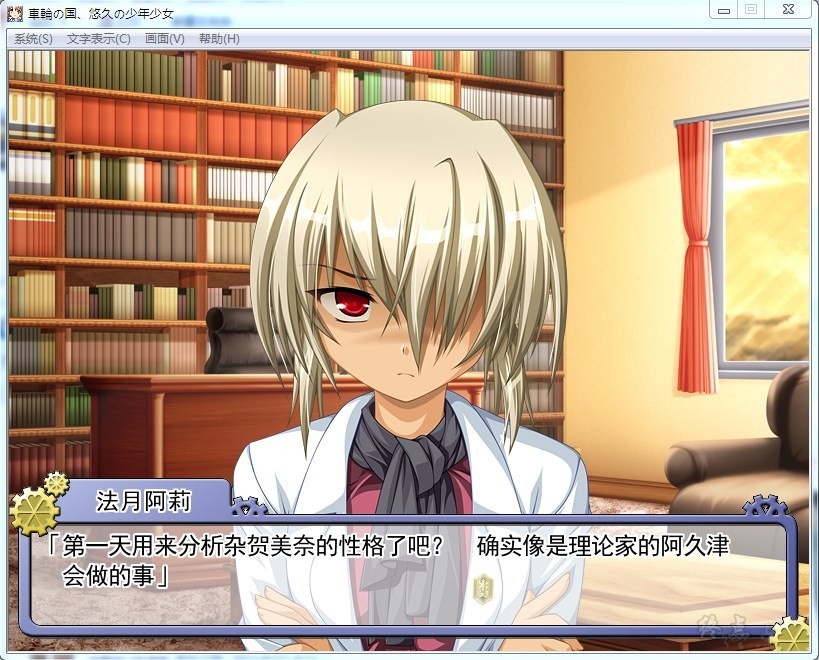 車輪の国、悠久の少年少女
系统(S) 文字表示(C) 画面(V) 帮助(H)
法月阿莉
「第一天用来分析杂贺美奈的性格了吧？ 确实像是理论家的阿久津
会做的事」